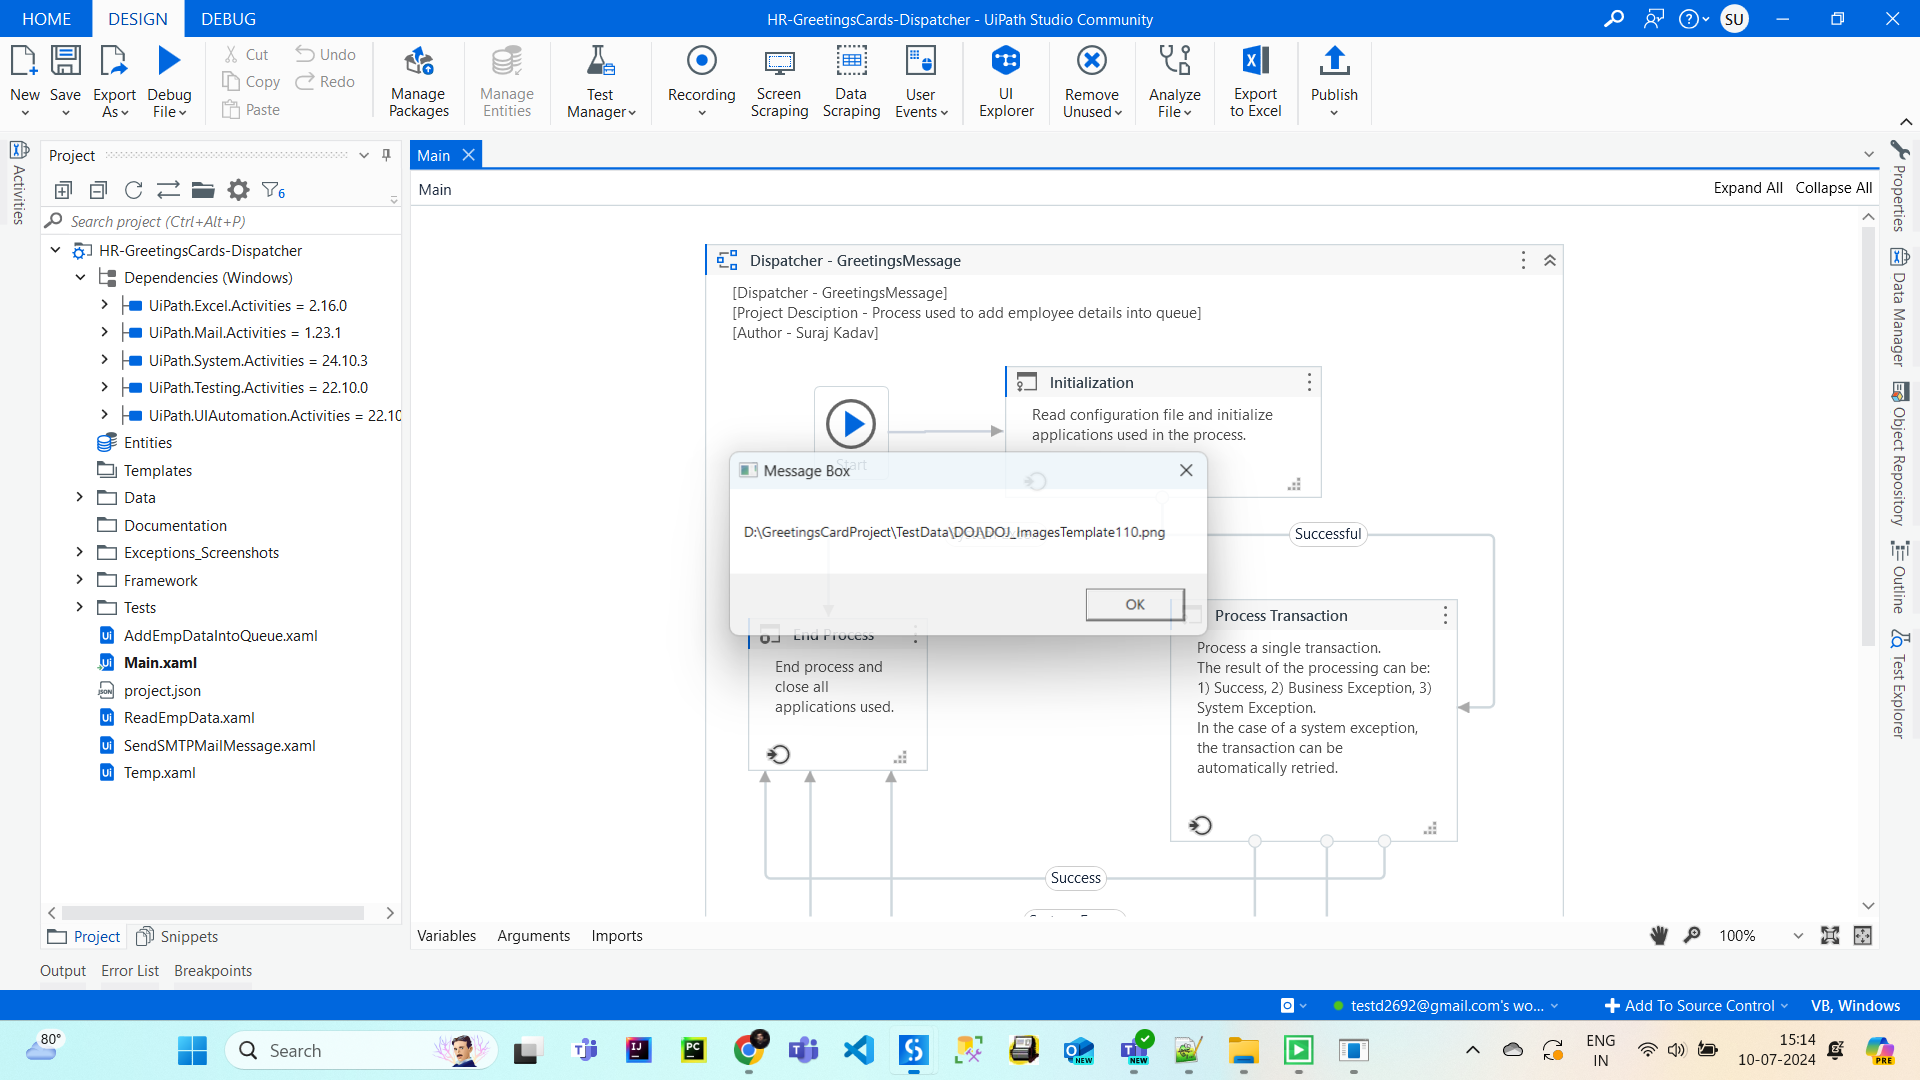 HOME
DESIGN
DEBUG
HR-GreetingsCards-Dispatcher - UiPath Studio Community
SU
New
Save
Export
As
Debug
File
Cut
Copy
Paste
Undo
Redo
Manage
Packages
Manage
Entities
Test
Manager
Recording
Screen
Scraping
Data
Scraping
User
Events
UI
Explorer
Remove
Unused
Analyze
File
Export
to Excel
Publish
Activities
Project
6
Search project (Ctrl+Alt+P)
HR-GreetingsCards-Dispatcher
Dependencies (Windows)
UiPath.Excel.Activities = 2.16.0
UiPath.Mail.Activities = 1.23.1
UiPath.System.Activities = 24.10.3
UiPath.Testing.Activities = 22.10.0
UiPath.UIAutomation.Activities = 22.10
Entities
Templates
Data
Documentation
Exceptions_Screenshots
Framework
Tests
AddEmpDataIntoQueue.xaml
Main.xaml
project.json
ReadEmpData.xaml
SendSMTPMailMessage.xaml
Temp.xaml
Project
Snippets
Output
Error List
Breakpoints
Main
Main
Expand All
Collapse All
Dispatcher - GreetingsMessage
[Dispatcher - GreetingsMessage]
[Project Desciption - Process used to add employee details into queue]
[Author - Suraj Kadav]
Start
Initialization
Read configuration file and initialize
applications used in the process.
Message Box
D:\GreetingsCardProject\TestData\DOJ\DOJ_ImagesTemplate110.png
OK
Successful
End Process
End process and
close all
applications used.
Process Transaction
Process a single transaction.
The result of the processing can be:
1) Success, 2) Business Exception, 3)
System Exception.
In the case of a system exception,
the transaction can be
automatically retried.
Success
Variables
Arguments
Imports
100%
Properties
Data Manager
Object Repository
Outline
Test Explorer
testd2692@gmail.com's wo...
Add To Source Control
VB, Windows
80°
Search
ENG
IN
15:14
10-07-2024